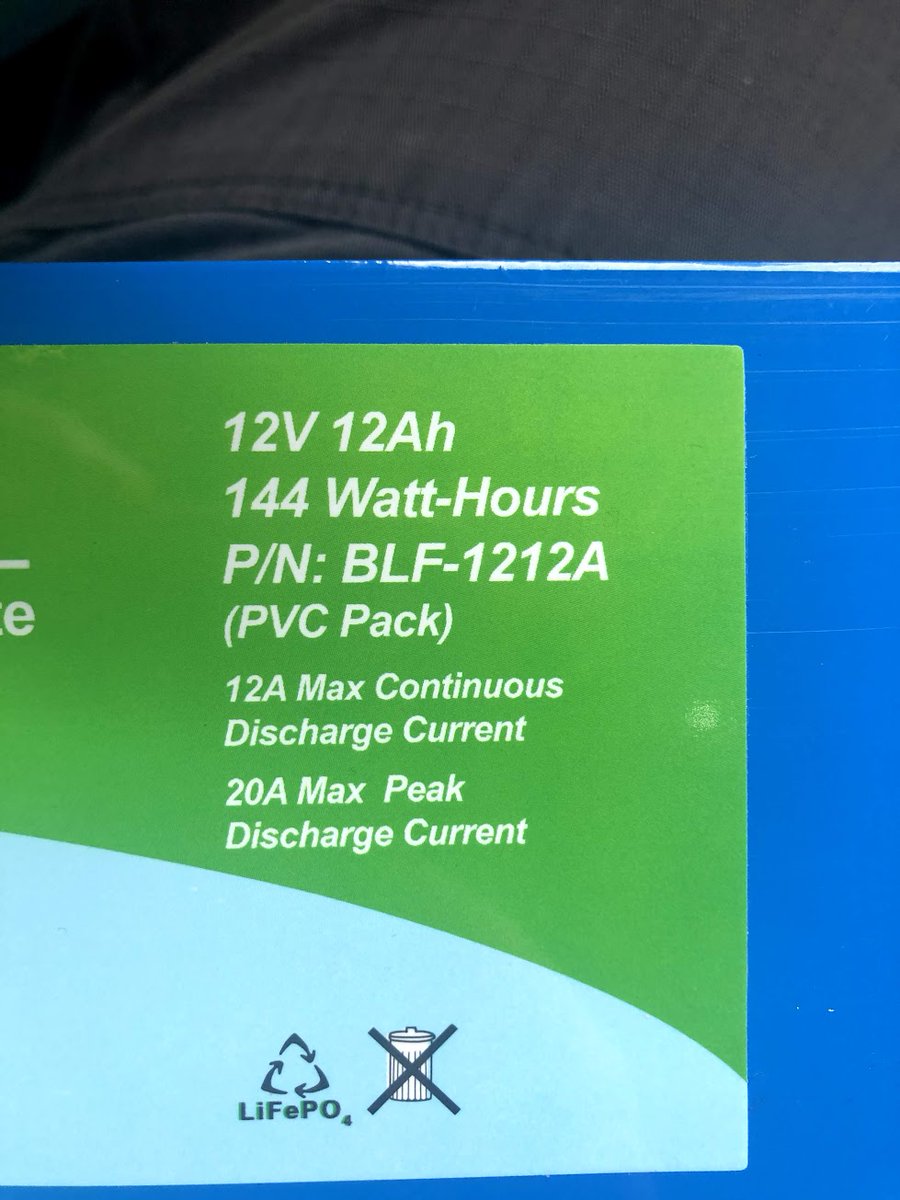 12V 12Ah
144 Watt-Hours
P/N: BLF-1212A
te
(PVC Pack)
12A Max Continuous
Discharge Current
20A Max Peak
Discharge Current
LiFePO4